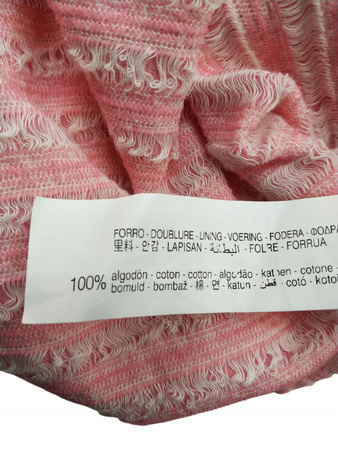 FORRO - DOUBLURE - LINING - VOERING - FODERA - ΦΟΔΡΑ
里料 - 안감 - LAPISAN - البطانة - FOLRE - FORRUA
100% algodón - coton - cotton - algodão - katoen - cotone -
bomuld - bombaž - 棉 - 면 - katun - قطن - cotó - koto